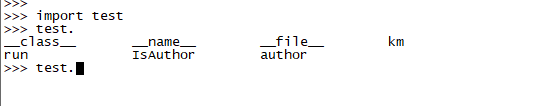 >>>
>>> import test
>>> test.
__class__ __name__ __file__ km
run IsAuthor author
>>> test.